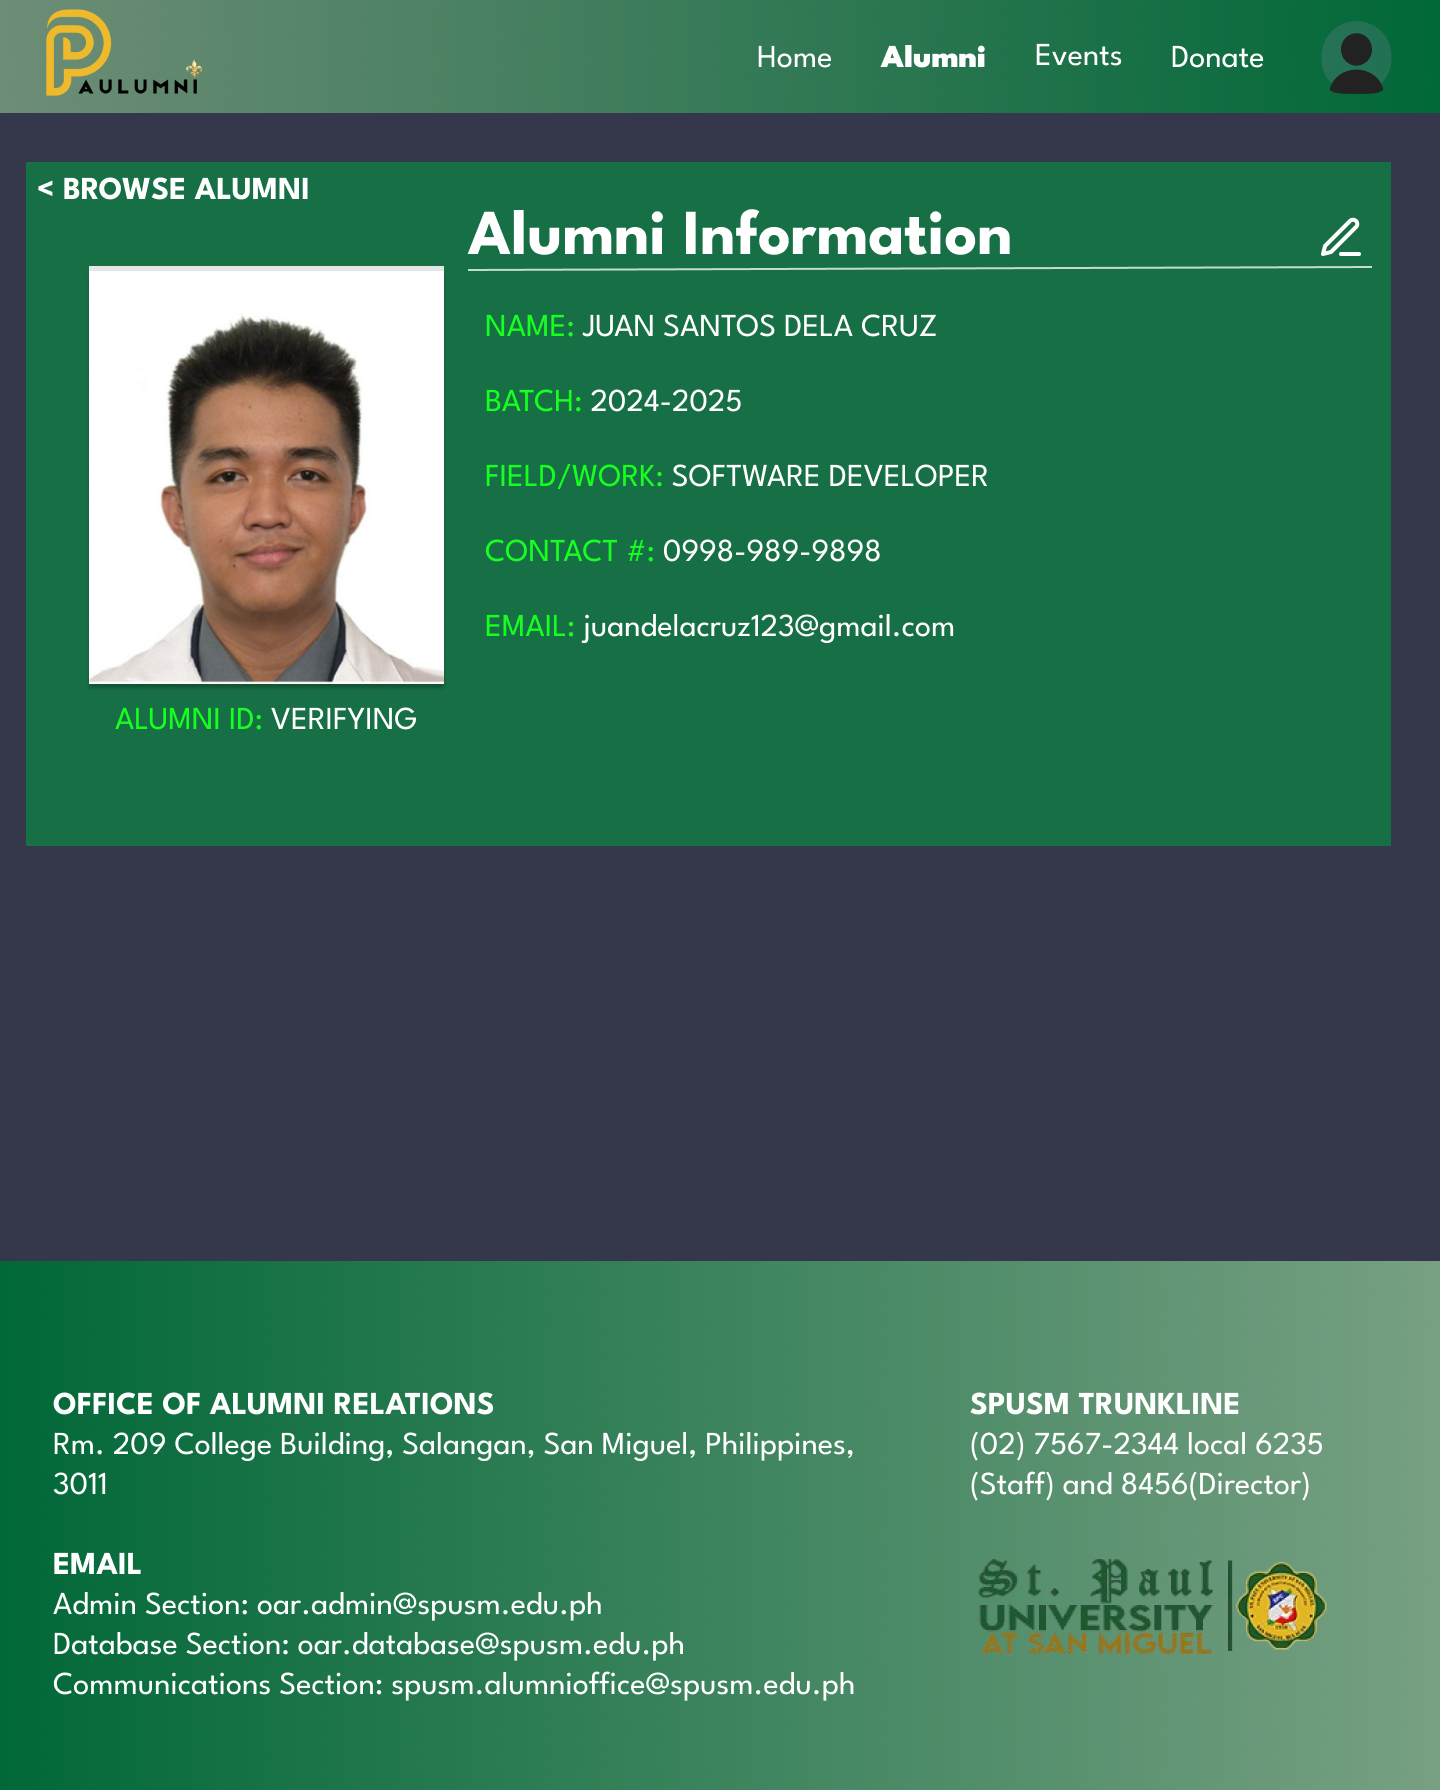 PAULUMNI
Home Alumni Events Donate
< BROWSE ALUMNI
Alumni Information
NAME: JUAN SANTOS DELA CRUZ
BATCH: 2024-2025
FIELD/WORK: SOFTWARE DEVELOPER
CONTACT #: 0998-989-9898
EMAIL: juandelacruz123@gmail.com
ALUMNI ID: VERIFYING
OFFICE OF ALUMNI RELATIONS
Rm. 209 College Building, Salangan, San Miguel, Philippines,
3011
EMAIL
Admin Section: oar.admin@spusm.edu.ph
Database Section: oar.database@spusm.edu.ph
Communications Section: spusm.alumnioffice@spusm.edu.ph
SPUSM TRUNKLINE
(02) 7567-2344 local 6235
(Staff) and 8456(Director)
St. Paul
UNIVERSITY
AT SAN MIGUEL